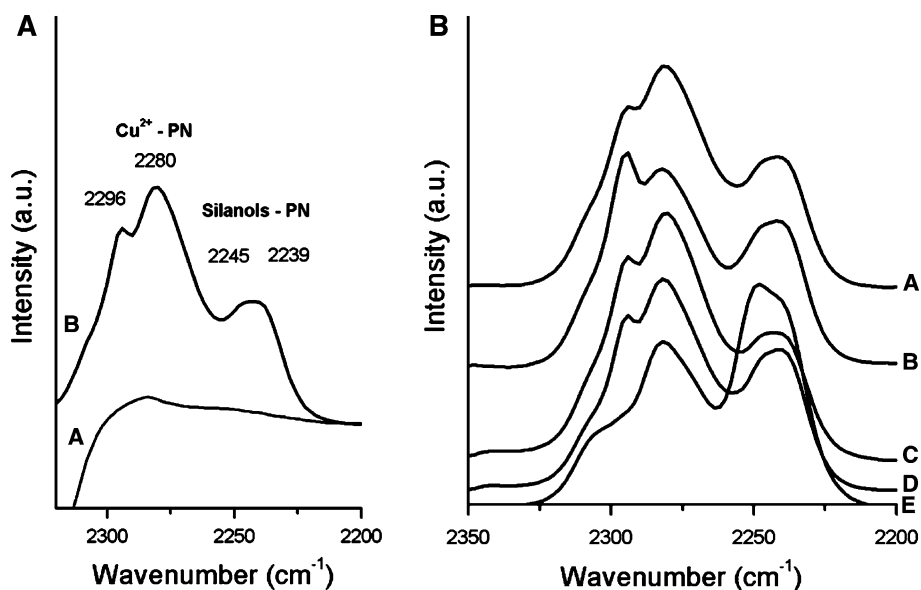 A
Cu2+ - PN
2280
2296
Silanols - PN
2245 2239
B
A
Intensity (a.u.)
2300 2250 2200
Wavenumber (cm-1)
B
Intensity (a.u.)
A
B
C
D
E
2350 2300 2250 2200
Wavenumber (cm-1)